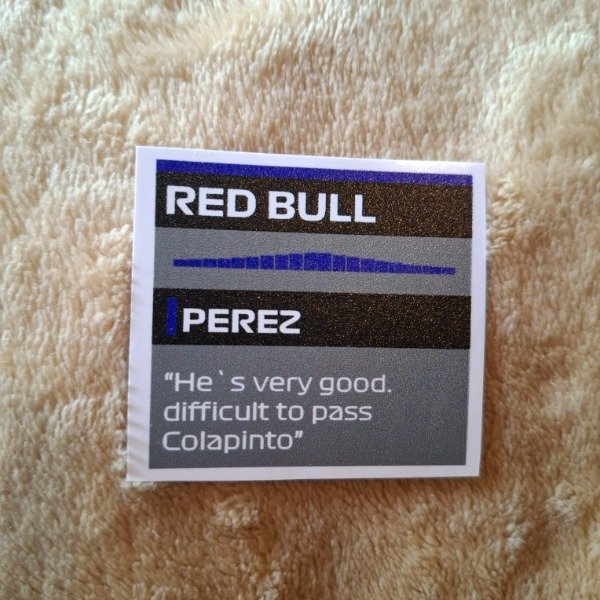 RED BULL
PEREZ
"He`s very good.
difficult to pass
Colapinto"